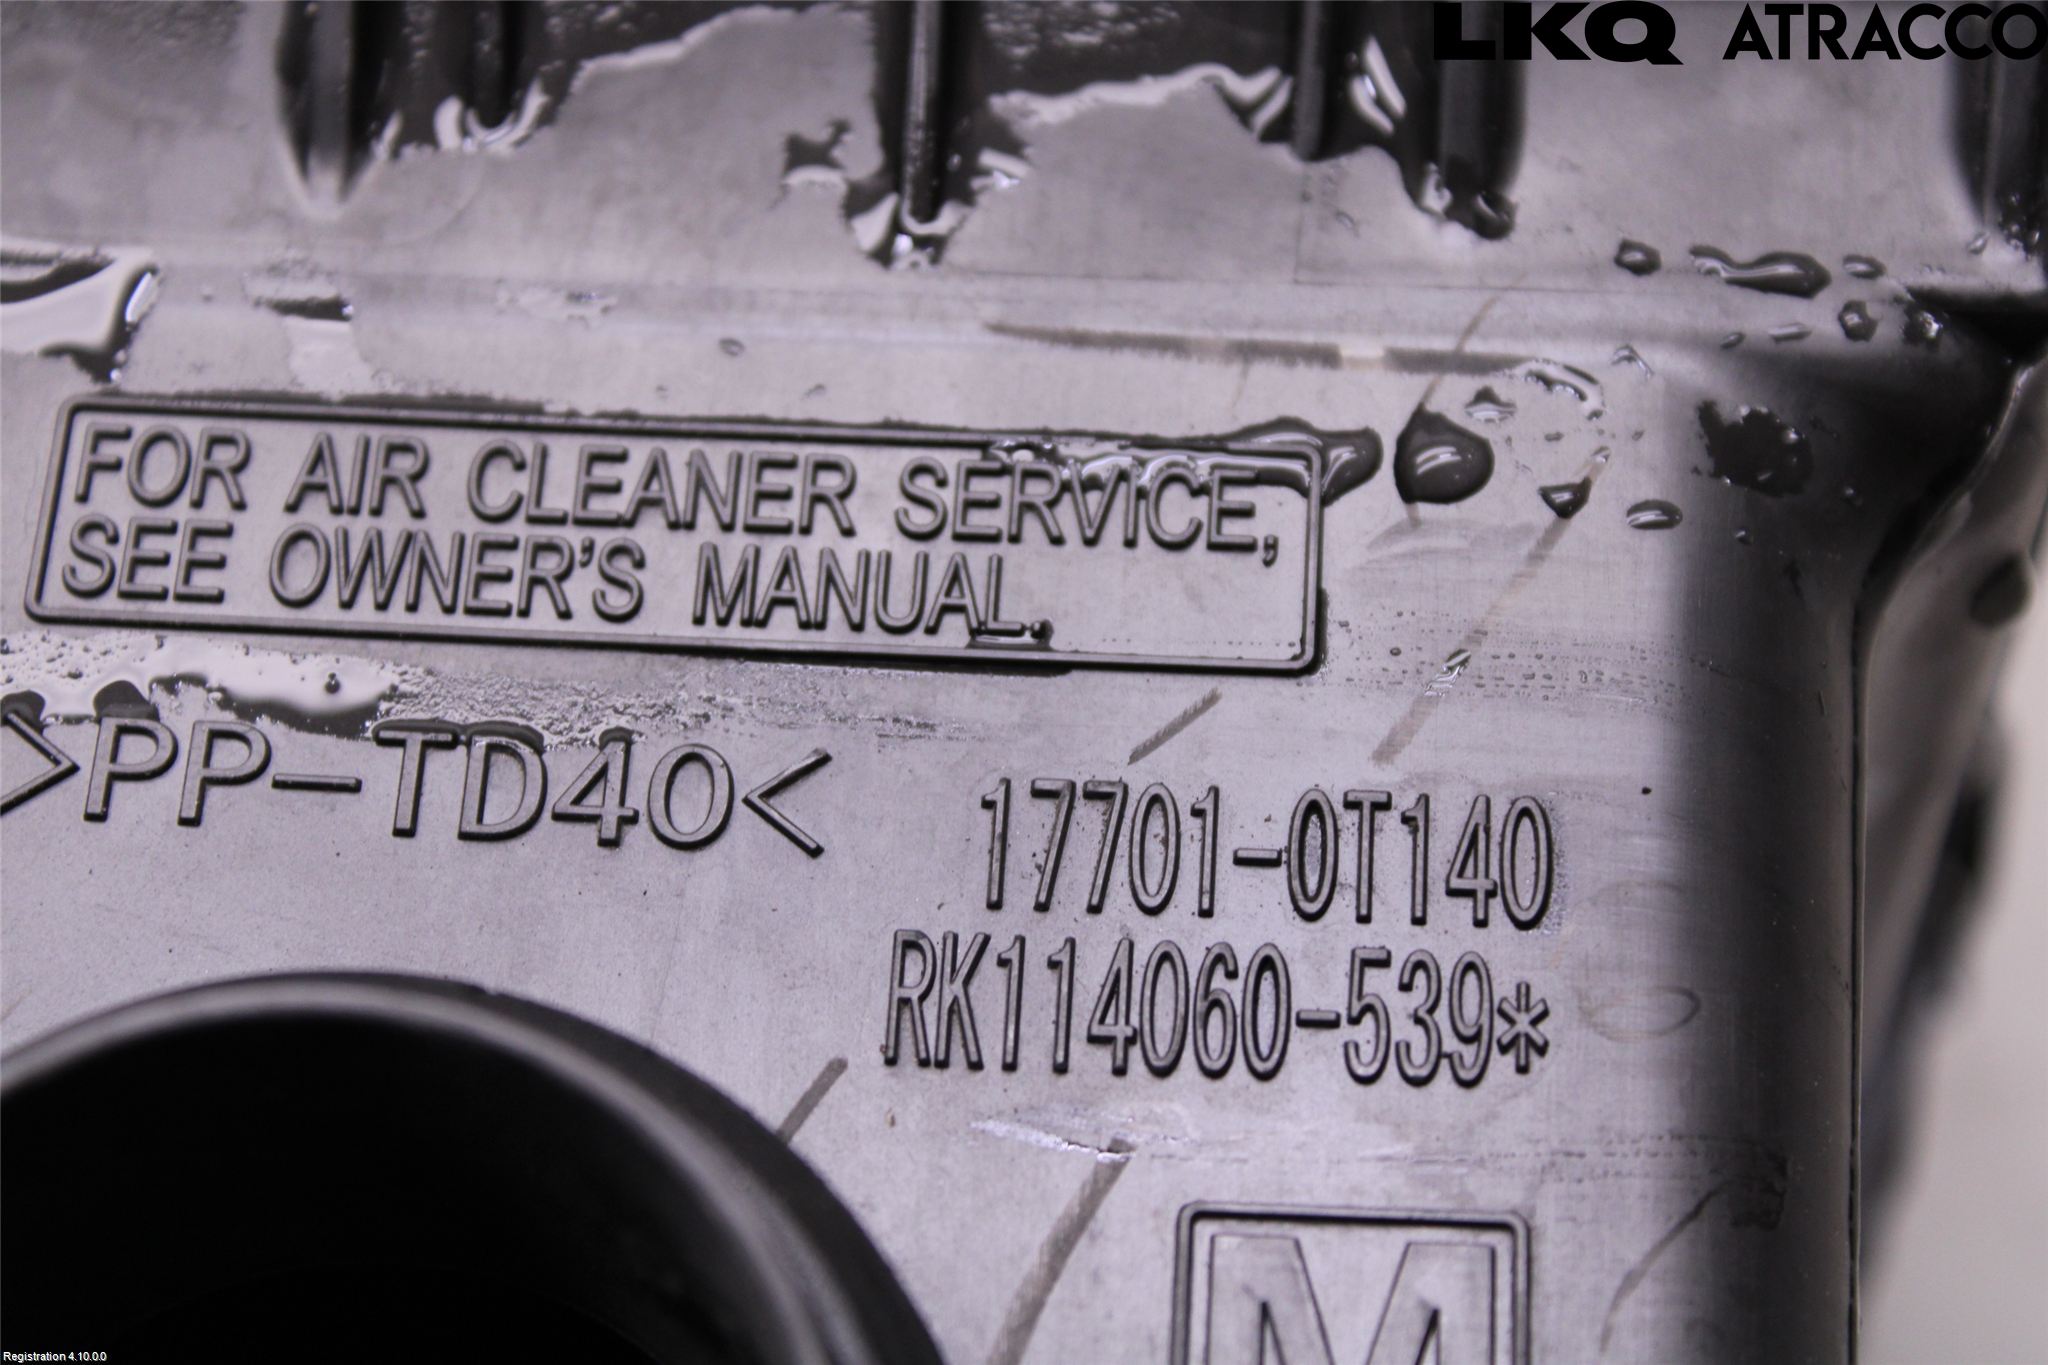 LKQ ATRACCO
FOR AIR CLEANER SERVICE,
SEE OWNER'S MANUAL.
>PP-TD40<
17701-0T140
RK114060-539*
M
Registration 4.10.0.0